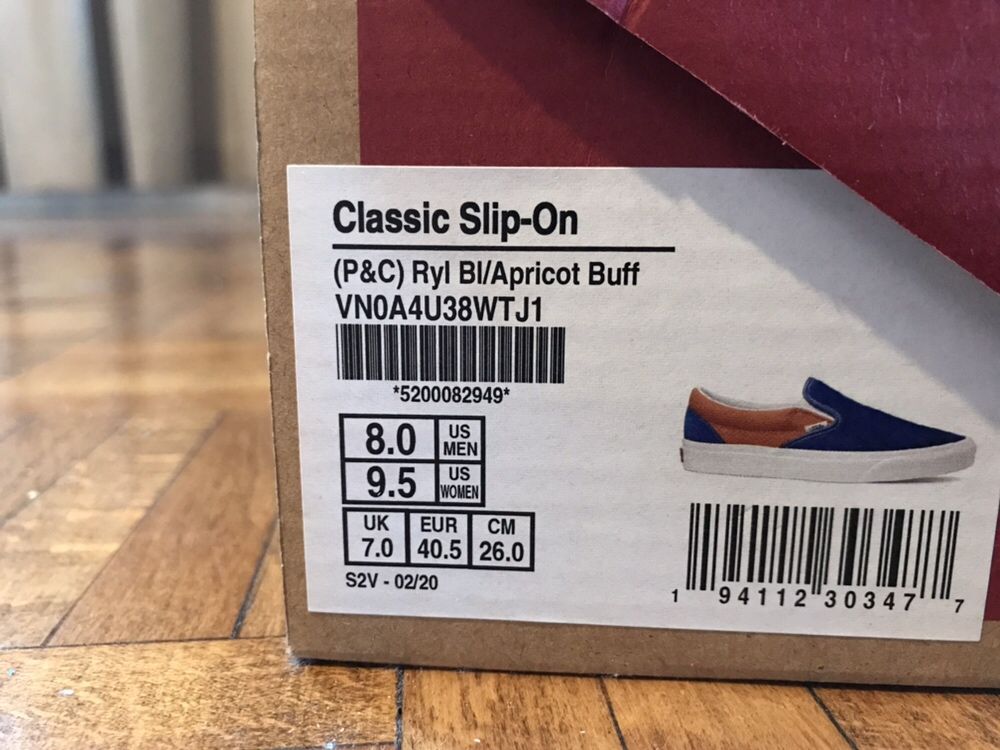 Classic Slip-On
(P&C) Ryl Bl/Apricot Buff
VN0A4U38WTJ1
*5200082949*
8.0 US MEN
9.5 US WOMEN
UK EUR CM
7.0 40.5 26.0
S2V - 02/20
1 94112 30347 7